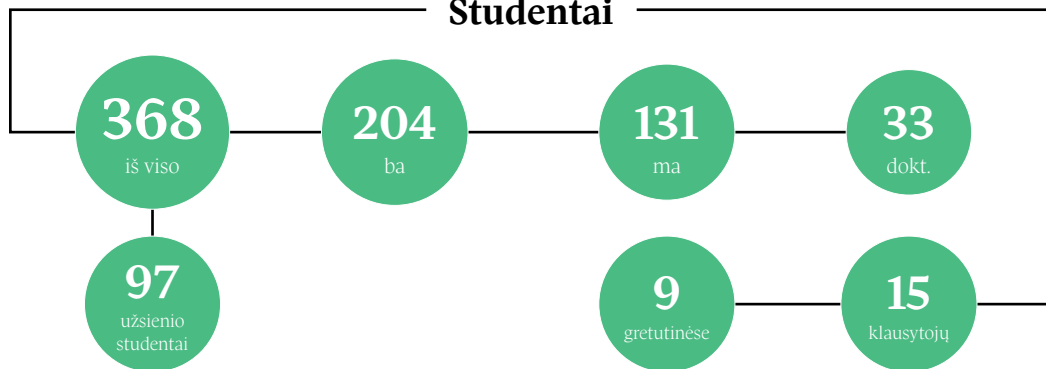 Studentai
368
iš viso
204
ba
131
ma
33
dokt.
97
užsienio
studentai
9
gretutinėse
15
klausytojų